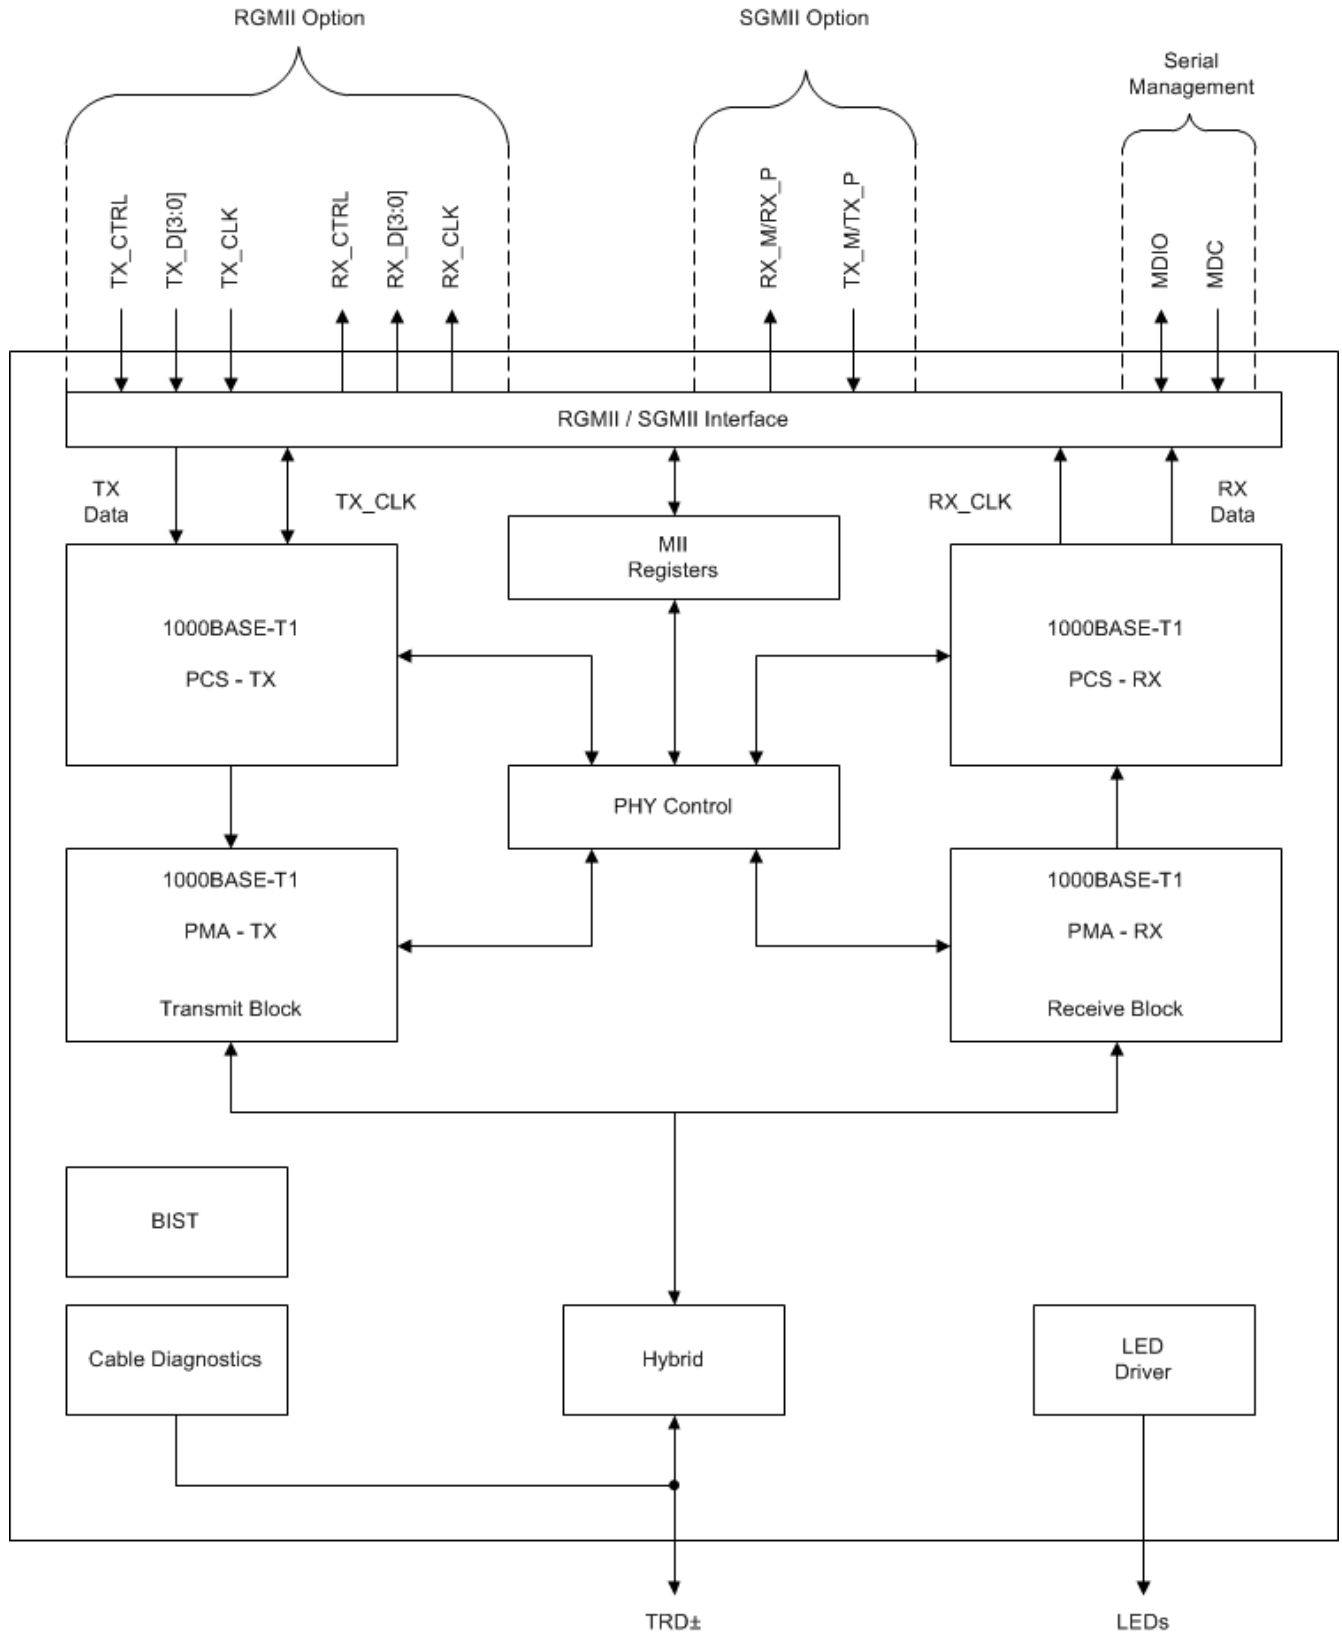 RGMII Option
SGMII Option
Serial
Management
TX_CTRL
TX_D[3:0]
TX_CLK
RX_CTRL
RX_D[3:0]
RX_CLK
RX_M/RX_P
TX_M/TX_P
MDIO
MDC
RGMII / SGMII Interface
TX
Data
TX_CLK
RX_CLK
RX
Data
MII
Registers
1000BASE-T1
PCS - TX
1000BASE-T1
PCS - RX
PHY Control
1000BASE-T1
PMA - TX
Transmit Block
1000BASE-T1
PMA - RX
Receive Block
BIST
Cable Diagnostics
Hybrid
LED
Driver
TRD±
LEDs